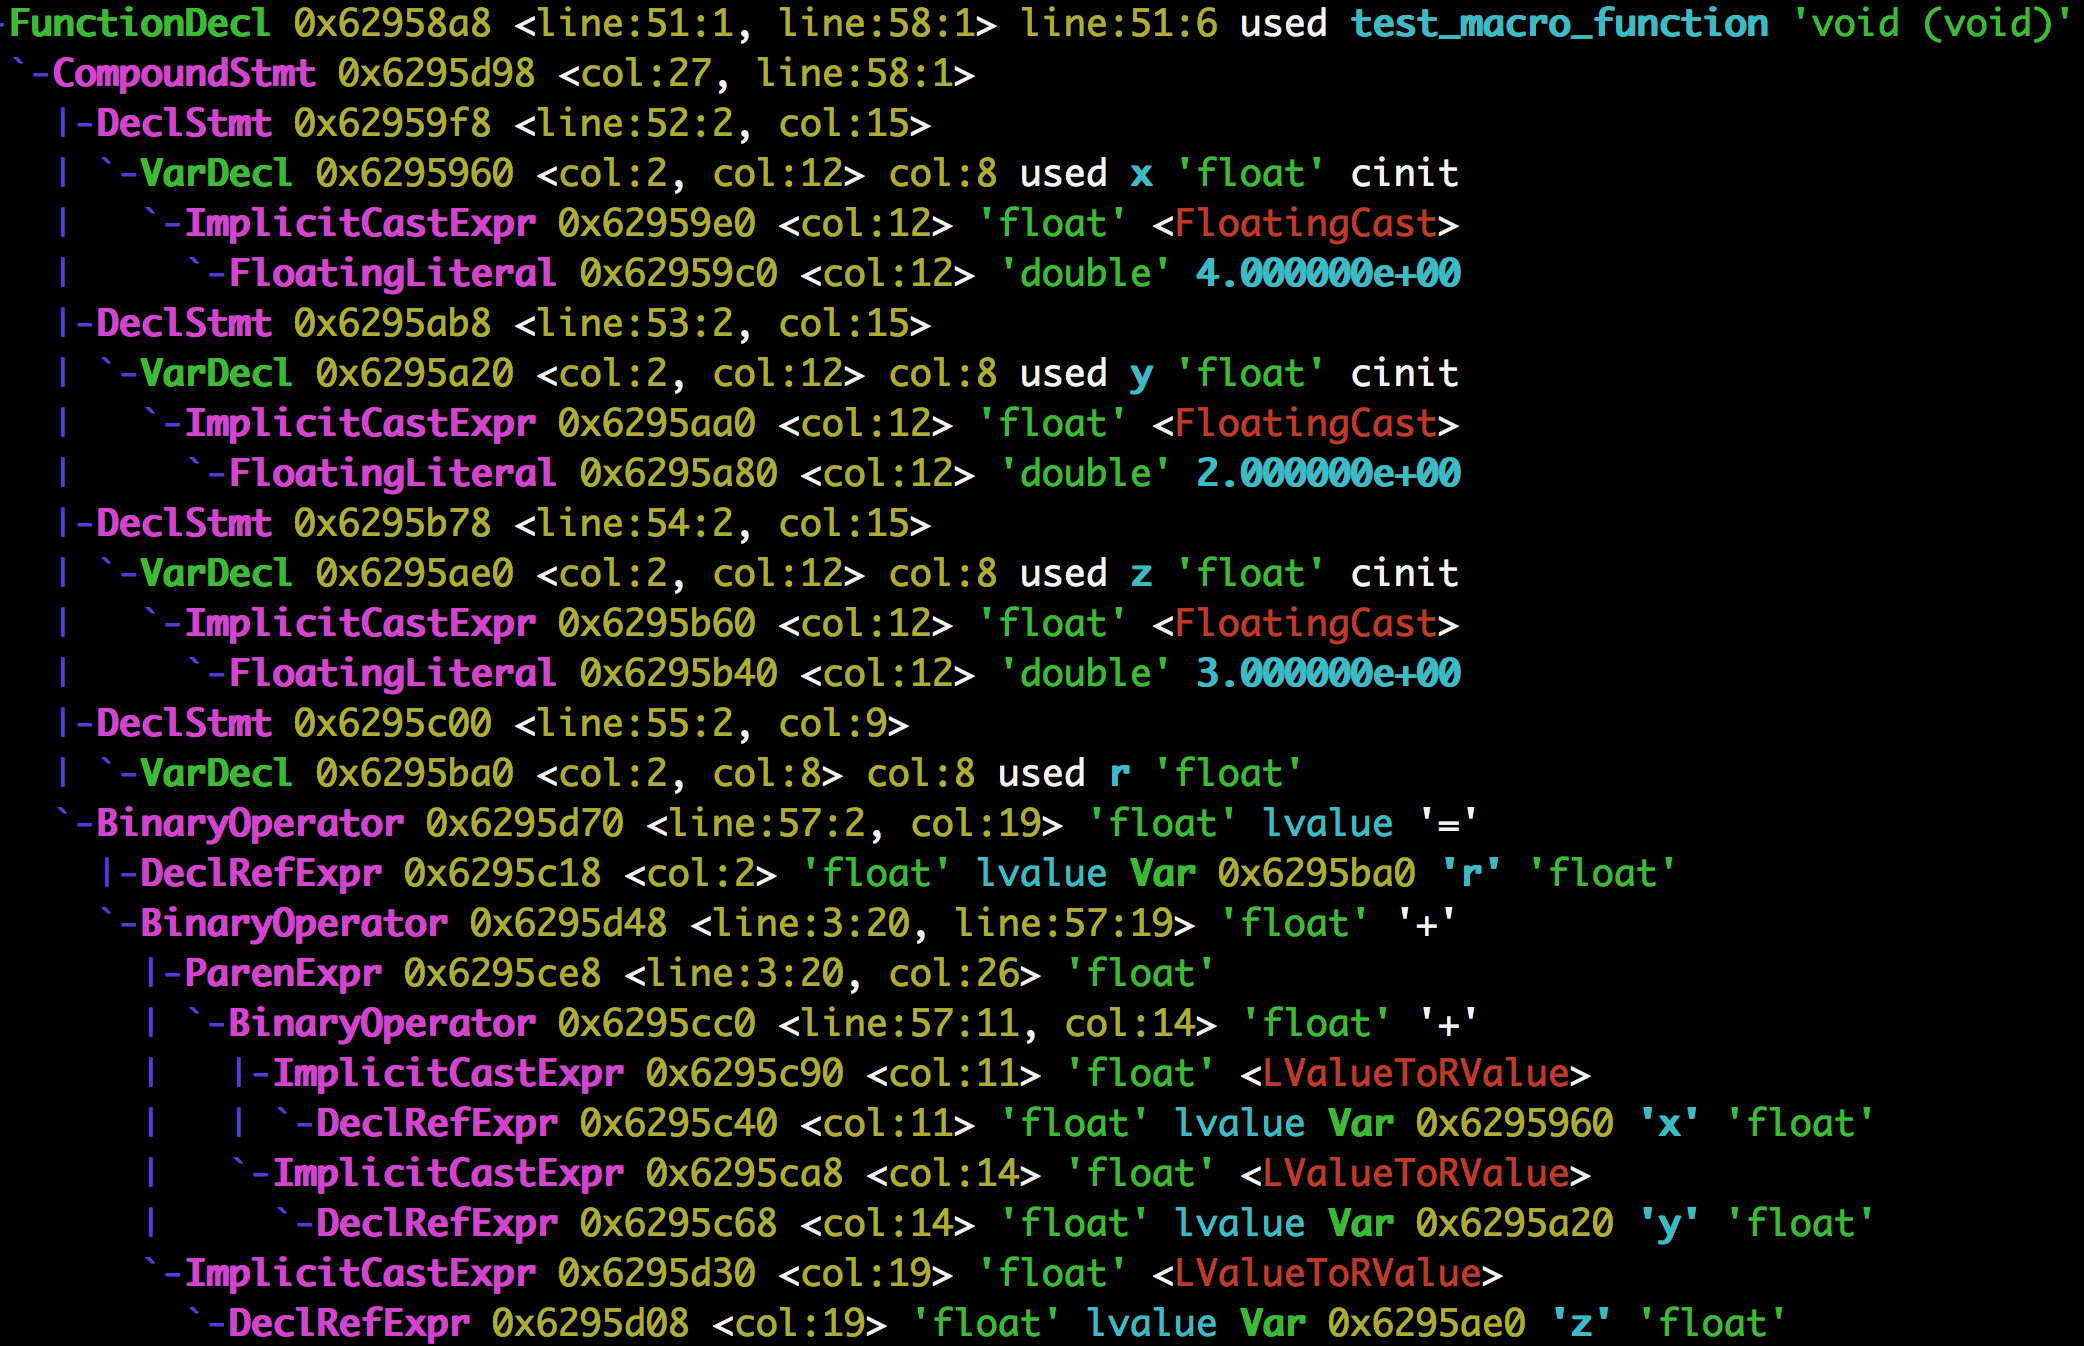 -FunctionDecl 0x62958a8 <line:51:1, line:58:1> line:51:6 used test_macro_function 'void (void)'
`-CompoundStmt 0x6295d98 <col:27, line:58:1>
|-DeclStmt 0x62959f8 <line:52:2, col:15>
| `-VarDecl 0x6295960 <col:2, col:12> col:8 used x 'float' cinit
|   `-ImplicitCastExpr 0x62959e0 <col:12> 'float' <FloatingCast>
|     `-FloatingLiteral 0x62959c0 <col:12> 'double' 4.000000e+00
|-DeclStmt 0x6295ab8 <line:53:2, col:15>
| `-VarDecl 0x6295a20 <col:2, col:12> col:8 used y 'float' cinit
|   `-ImplicitCastExpr 0x6295aa0 <col:12> 'float' <FloatingCast>
|     `-FloatingLiteral 0x6295a80 <col:12> 'double' 2.000000e+00
|-DeclStmt 0x6295b78 <line:54:2, col:15>
| `-VarDecl 0x6295ae0 <col:2, col:12> col:8 used z 'float' cinit
|   `-ImplicitCastExpr 0x6295b60 <col:12> 'float' <FloatingCast>
|     `-FloatingLiteral 0x6295b40 <col:12> 'double' 3.000000e+00
|-DeclStmt 0x6295c00 <line:55:2, col:9>
| `-VarDecl 0x6295ba0 <col:2, col:8> col:8 used r 'float'
`-BinaryOperator 0x6295d70 <line:57:2, col:19> 'float' lvalue '='
  |-DeclRefExpr 0x6295c18 <col:2> 'float' lvalue Var 0x6295ba0 'r' 'float'
  `-BinaryOperator 0x6295d48 <line:3:20, line:57:19> 'float' '+'
    |-ParenExpr 0x6295ce8 <line:3:20, col:26> 'float'
    | `-BinaryOperator 0x6295cc0 <line:57:11, col:14> 'float' '+'
    |   |-ImplicitCastExpr 0x6295c90 <col:11> 'float' <LValueToRValue>
    |   | `-DeclRefExpr 0x6295c40 <col:11> 'float' lvalue Var 0x6295960 'x' 'float'
    |   `-ImplicitCastExpr 0x6295ca8 <col:14> 'float' <LValueToRValue>
    |     `-DeclRefExpr 0x6295c68 <col:14> 'float' lvalue Var 0x6295a20 'y' 'float'
    `-ImplicitCastExpr 0x6295d30 <col:19> 'float' <LValueToRValue>
      `-DeclRefExpr 0x6295d08 <col:19> 'float' lvalue Var 0x6295ae0 'z' 'float'